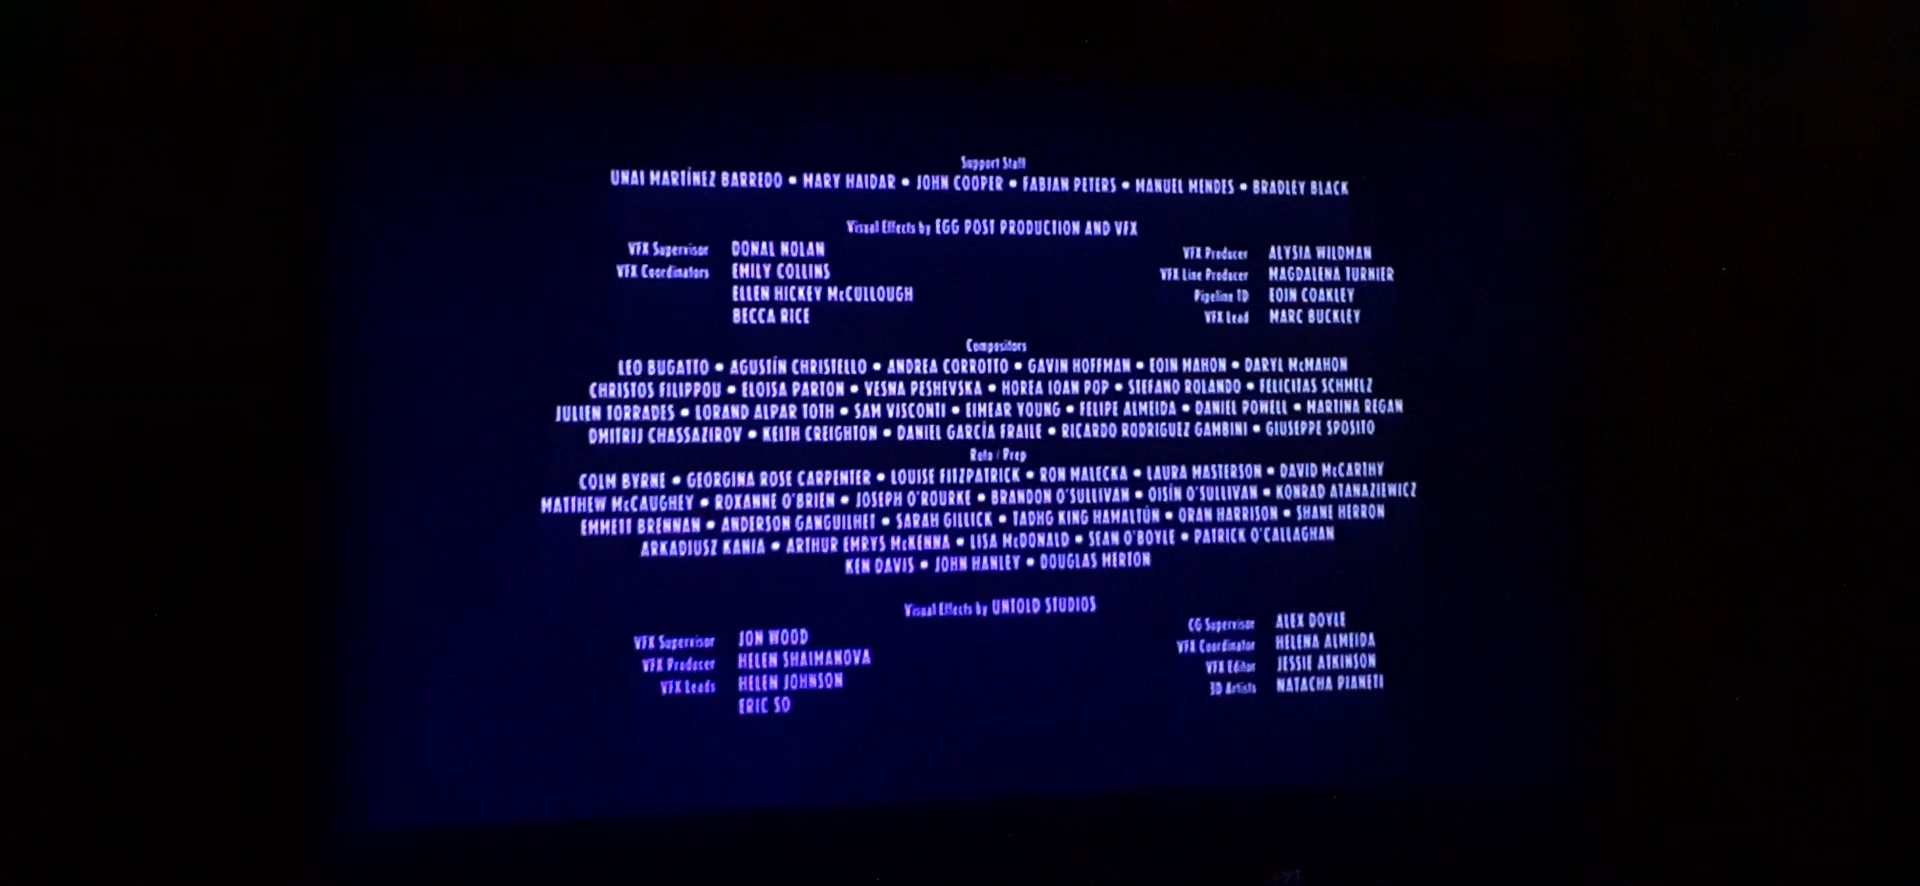 Support Staff
UNAI MARTÍNEZ BARREDO • MARY HAIDAR • JOHN COOPER • FABIAN PETERS • MANUEL MENDES • BRADLEY BLACK
Visual Effects by EGG POST PRODUCTION AND VFX
VFX Supervisor DONAL NOLAN
VFX Coordinators EMILY COLLINS
ELLEN HICKEY McCULLOUGH
BECCA RICE
VFX Producer ALYSIA WILDMAN
VFX Line Producer MAGDALENA TURNIER
Pipeline TD EOIN COAKLEY
VFX Lead MARC BUCKLEY
Compositors
LEO BUGATTO • AGUSTÍN CHRISTELLO • ANDREA CORROTTO • GAVIN HOFFMAN • EOIN MAHON • DARYL McMAHON
CHRISTOS FILIPPOU • ELOISA PARTON • VESNA PESHEVSKA • HOREA IOAN POP • STEFANO ROLANDO • FELICITAS SCHMELZ
JULIEN TORRADES • LORAND ALPAR TOTH • SAM VISCONTI • EIMEAR YOUNG • FELIPE ALMEIDA • DANIEL POWELL • MARTINA REGAN
DMITRIJ CHASSAZIROV • KEITH CREIGHTON • DANIEL GARCÍA FRAILE • RICARDO RODRIGUEZ GAMBINI • GIUSEPPE SPOSITO
Roto / Prep
COLM BYRNE • GEORGINA ROSE CARPENTER • LOUISE FITZPATRICK • RON MALECKA • LAURA MASTERSON • DAVID McCARTHY
MATTHEW McCAUGHEY • ROXANNE O'BRIEN • JOSEPH O'ROURKE • BRANDON O'SULLIVAN • OISÍN O'SULLIVAN • KONRAD ATANAZIEWICZ
EMMETT BRENNAN • ANDERSON GANGUILHET • SARAH GILLICK • TADHG KING HAMALTÚN • ORAN HARRISON • SHANE HERRON
ARKADIUSZ KANIA • ARTHUR EMRYS McKENNA • LISA McDONALD • SEAN O'BOYLE • PATRICK O'CALLAGHAN
KEN DAVIS • JOHN HANLEY • DOUGLAS MERTON
Visual Effects by UNTOLD STUDIOS
VFX Supervisor JON WOOD
VFX Producer HELEN SHAIMANOVA
VFX Leads HELEN JOHNSON
ERIC SO
CG Supervisor ALEX DOYLE
VFX Coordinator HELENA ALMEIDA
VFX Editor JESSIE ATKINSON
3D Artists NATACHA PIANETI